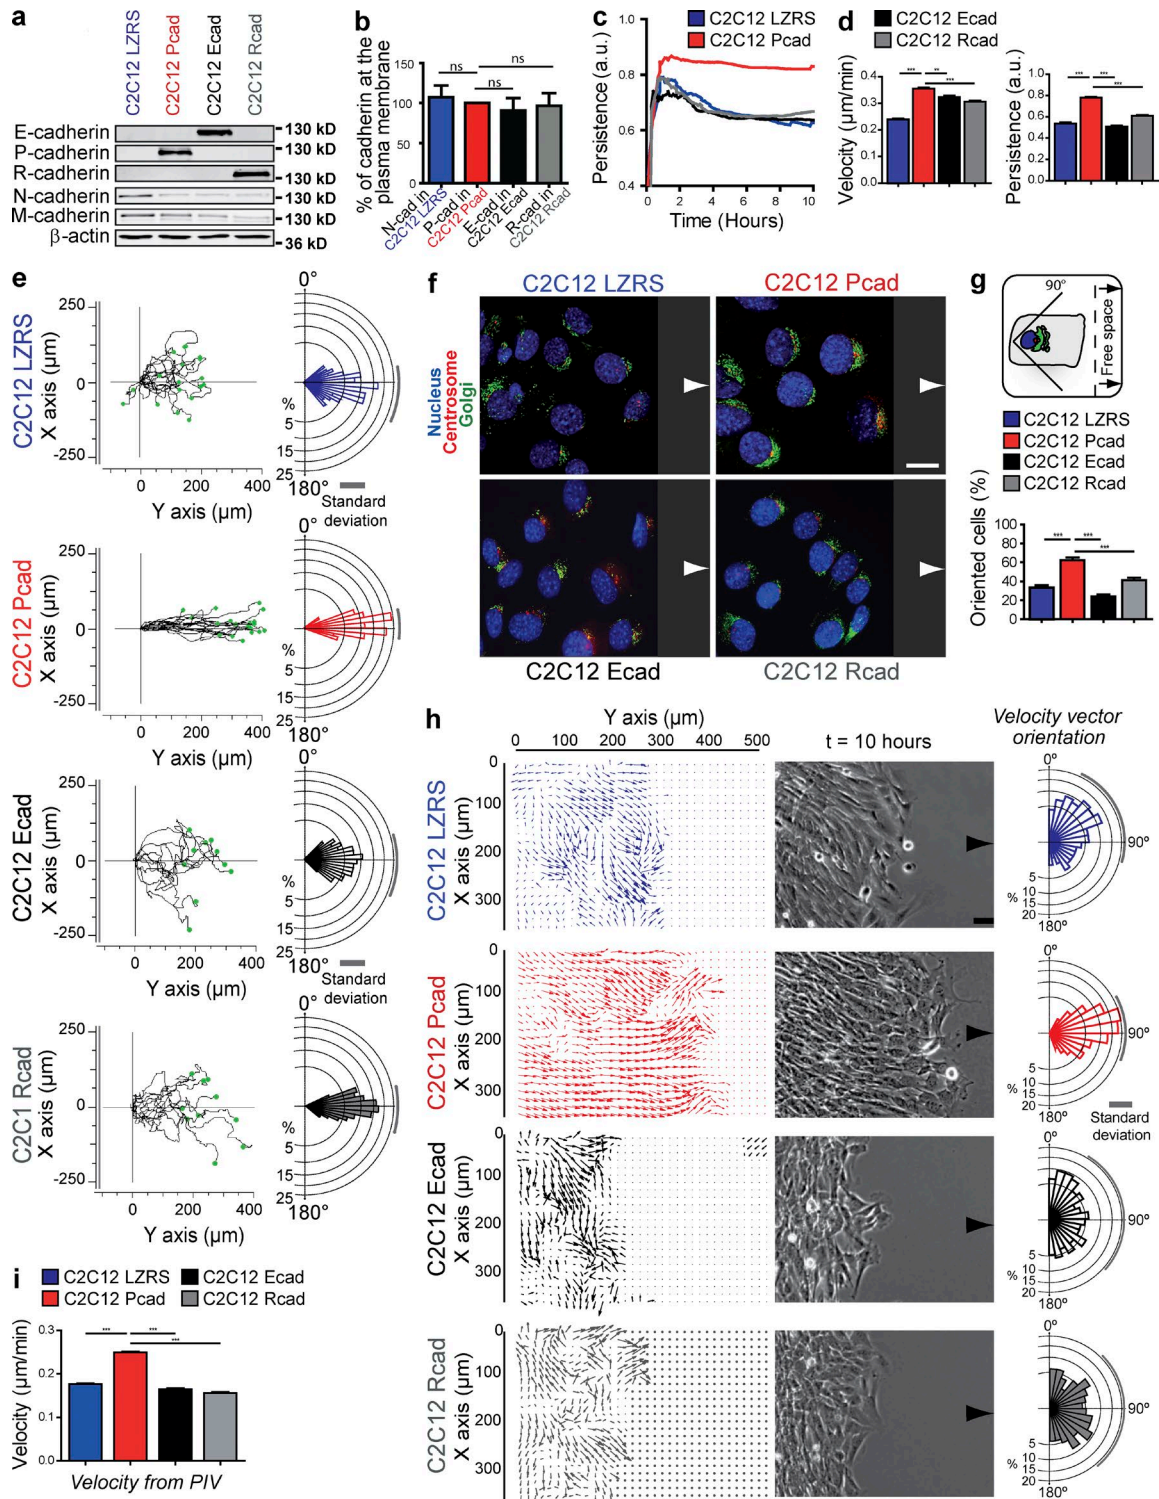 a
C2C12 LZRS
C2C12 Pcad
C2C12 Ecad
C2C12 Rcad
E-cadherin
130 kD
P-cadherin
130 kD
R-cadherin
130 kD
N-cadherin
130 kD
M-cadherin
130 kD
β-actin
36 kD
b
% of cadherin at the
plasma membrane
150
100
50
0
ns
ns
ns
N-cad in
C2C12 LZRS
P-cad in
C2C12 Pcad
E-cad in
C2C12 Ecad
R-cad in
C2C12 Rcad
c
C2C12 LZRS
C2C12 Pcad
C2C12 Ecad
C2C12 Rcad
Persistence (a.u.)
1.0
0.8
0.6
0.4
0 2 4 6 8 10
Time (Hours)
d
Velocity (µm/min)
0.4
0.3
0.2
0.1
0.0
*** ** ***
Persistence (a.u.)
1.0
0.8
0.6
0.4
0.2
0.0
*** *** ***
e
C2C12 LZRS
X axis (µm)
250
0
-250
0 200 400
Y axis (µm)
0°
%
5
15
25
180°
Standard
deviation
C2C12 Pcad
X axis (µm)
250
0
-250
0 200 400
Y axis (µm)
0°
%
5
15
25
180°
C2C12 Ecad
X axis (µm)
250
0
-250
0 200 400
Y axis (µm)
0°
%
5
15
25
180°
Standard
deviation
C2C1 Rcad
X axis (µm)
250
0
-250
0 200 400
Y axis (µm)
0°
%
5
15
25
180°
f
C2C12 LZRS
C2C12 Pcad
Nucleus
Centrosome
Golgi
C2C12 Ecad
C2C12 Rcad
g
90°
Free space
C2C12 LZRS
C2C12 Pcad
C2C12 Ecad
C2C12 Rcad
Oriented cells (%)
100
80
60
40
20
0
*** *** ***
h
Y axis (µm)
0 100 200 300 400 500
t = 10 hours
Velocity vector
orientation
C2C12 LZRS
X axis (µm)
0
100
200
300
0º
90º
5
% 10
15
20
180º
C2C12 Pcad
X axis (µm)
0
100
200
300
0º
90º
5
% 10
15
20
180º
Standard
deviation
C2C12 Ecad
X axis (µm)
0
100
200
300
0º
90º
5
% 10
15
20
180º
C2C12 Rcad
X axis (µm)
0
100
200
300
0º
90º
5
% 10
15
20
180º
i
C2C12 LZRS
C2C12 Pcad
C2C12 Ecad
C2C12 Rcad
Velocity (µm/min)
0.3
0.2
0.1
0.0
*** *** ***
Velocity from PIV